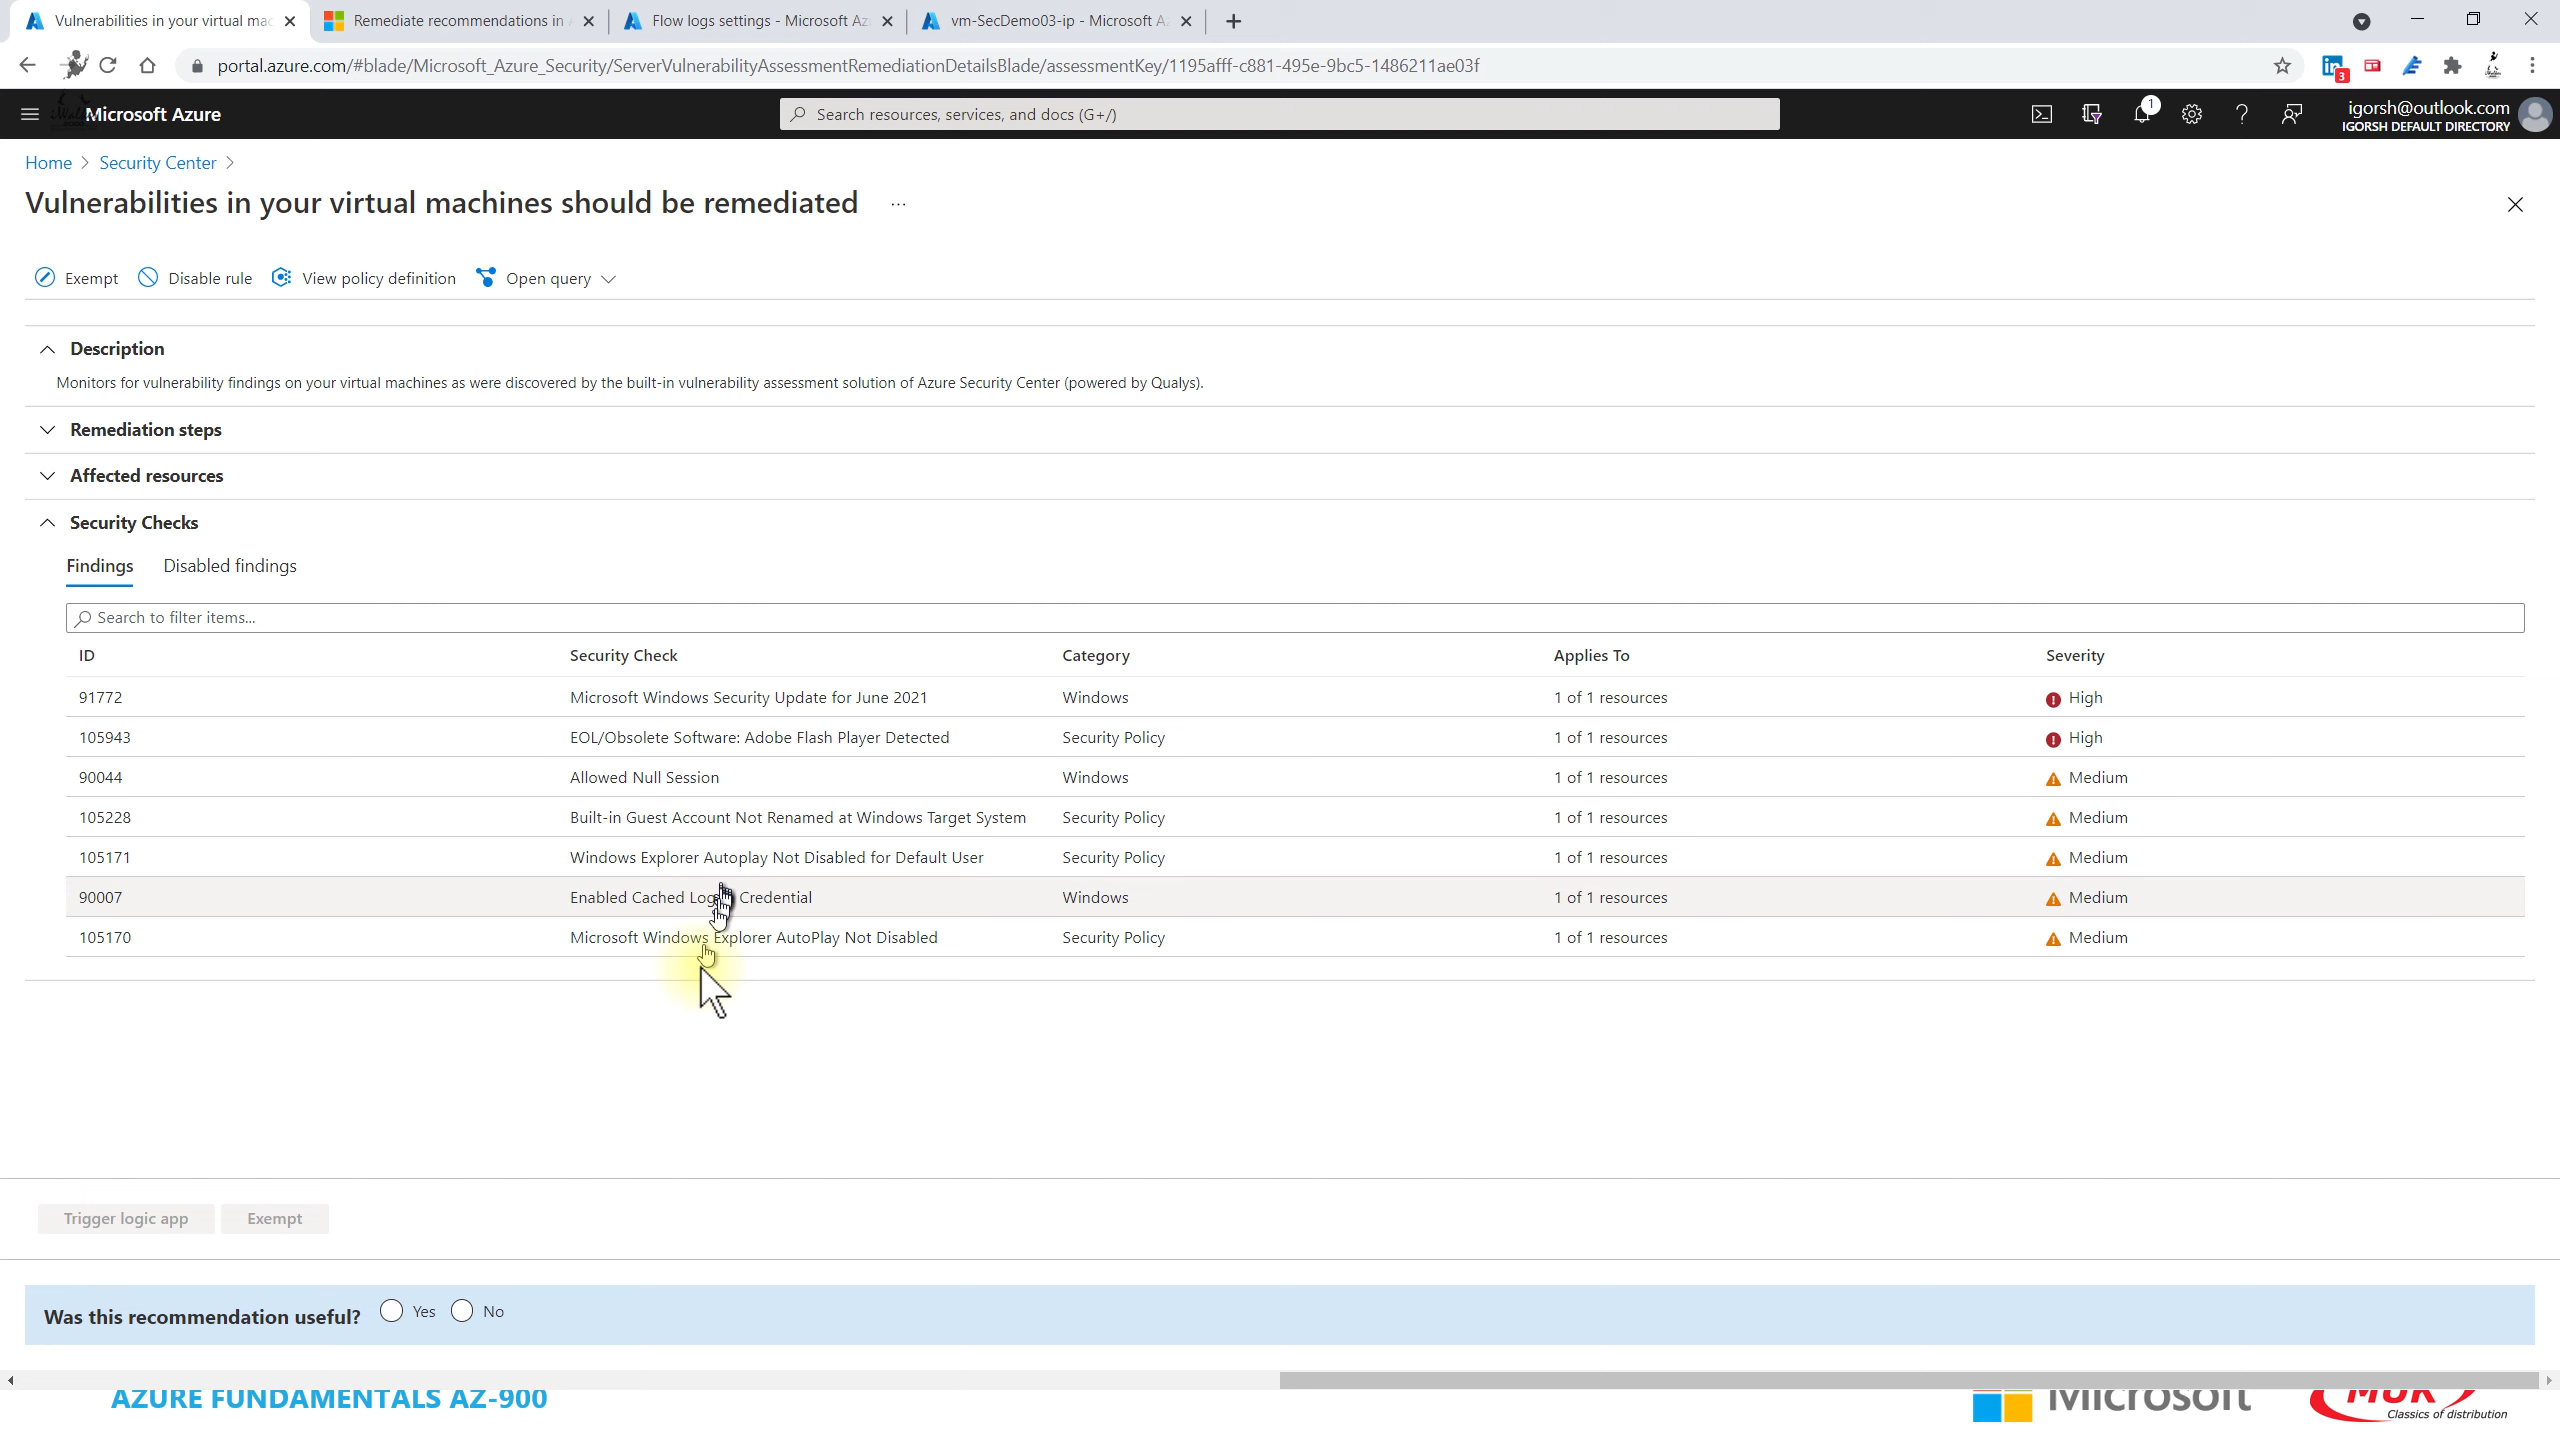 Vulnerabilities in your virtual mac
Remediate recommendations in
Flow logs settings - Microsoft Az
vm-SecDemo03-ip - Microsoft A
portal.azure.com/#blade/Microsoft_Azure_Security/ServerVulnerabilityAssessmentRemediationDetailsBlade/assessmentKey/1195afff-c881-495e-9bc5-1486211ae03f
3
Microsoft Azure
Search resources, services, and docs (G+/)
1
igorsh@outlook.com
IGORSH DEFAULT DIRECTORY
Home > Security Center >
Vulnerabilities in your virtual machines should be remediated ...
Exempt Disable rule View policy definition Open query
Description
Monitors for vulnerability findings on your virtual machines as were discovered by the built-in vulnerability assessment solution of Azure Security Center (powered by Qualys).
Remediation steps
Affected resources
Security Checks
Findings Disabled findings
Search to filter items...
ID Security Check Category Applies To Severity
91772 Microsoft Windows Security Update for June 2021 Windows 1 of 1 resources High
105943 EOL/Obsolete Software: Adobe Flash Player Detected Security Policy 1 of 1 resources High
90044 Allowed Null Session Windows 1 of 1 resources Medium
105228 Built-in Guest Account Not Renamed at Windows Target System Security Policy 1 of 1 resources Medium
105171 Windows Explorer Autoplay Not Disabled for Default User Security Policy 1 of 1 resources Medium
90007 Enabled Cached Credential Windows 1 of 1 resources Medium
105170 Microsoft Windows Explorer AutoPlay Not Disabled Security Policy 1 of 1 resources Medium
Trigger logic app Exempt
Was this recommendation useful? Yes No
AZURE FUNDAMENTALS AZ-900
Microsoft
MUK
Classics of distribution